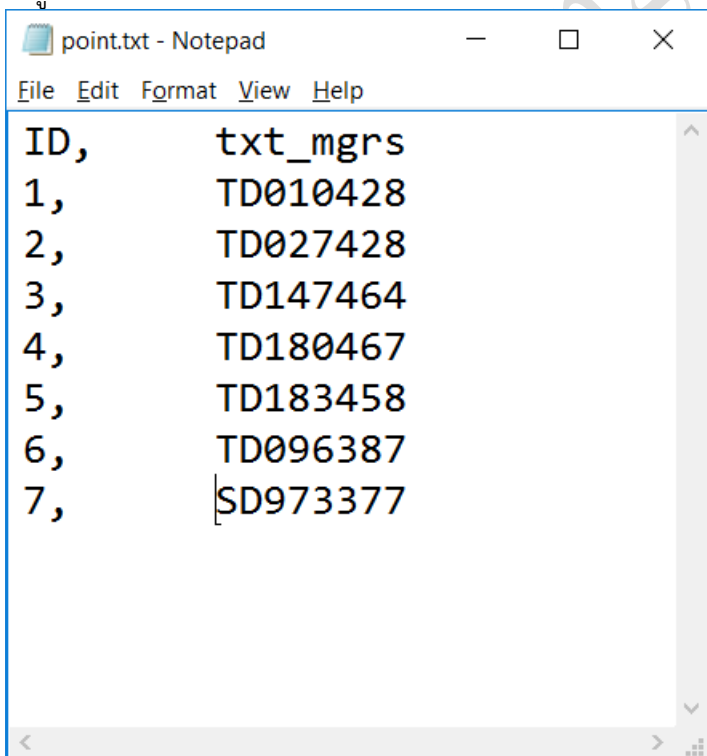 point.txt - Notepad
File Edit Format View Help
ID, txt_mgrs
1, TD010428
2, TD027428
3, TD147464
4, TD180467
5, TD183458
6, TD096387
7, SD973377